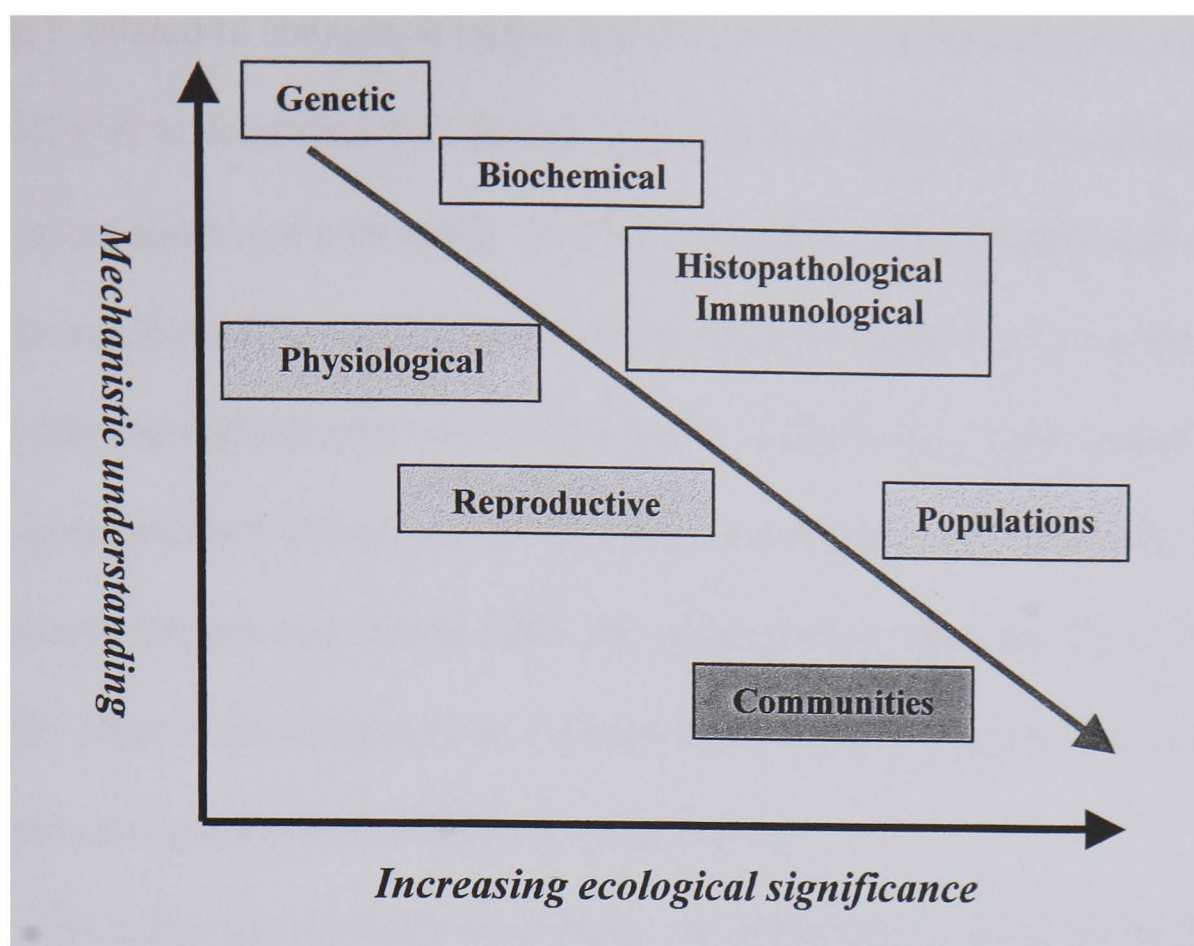 Genetic
Biochemical
Histopathological
Immunological
Physiological
Reproductive
Populations
Communities
Mechanistic understanding
Increasing ecological significance